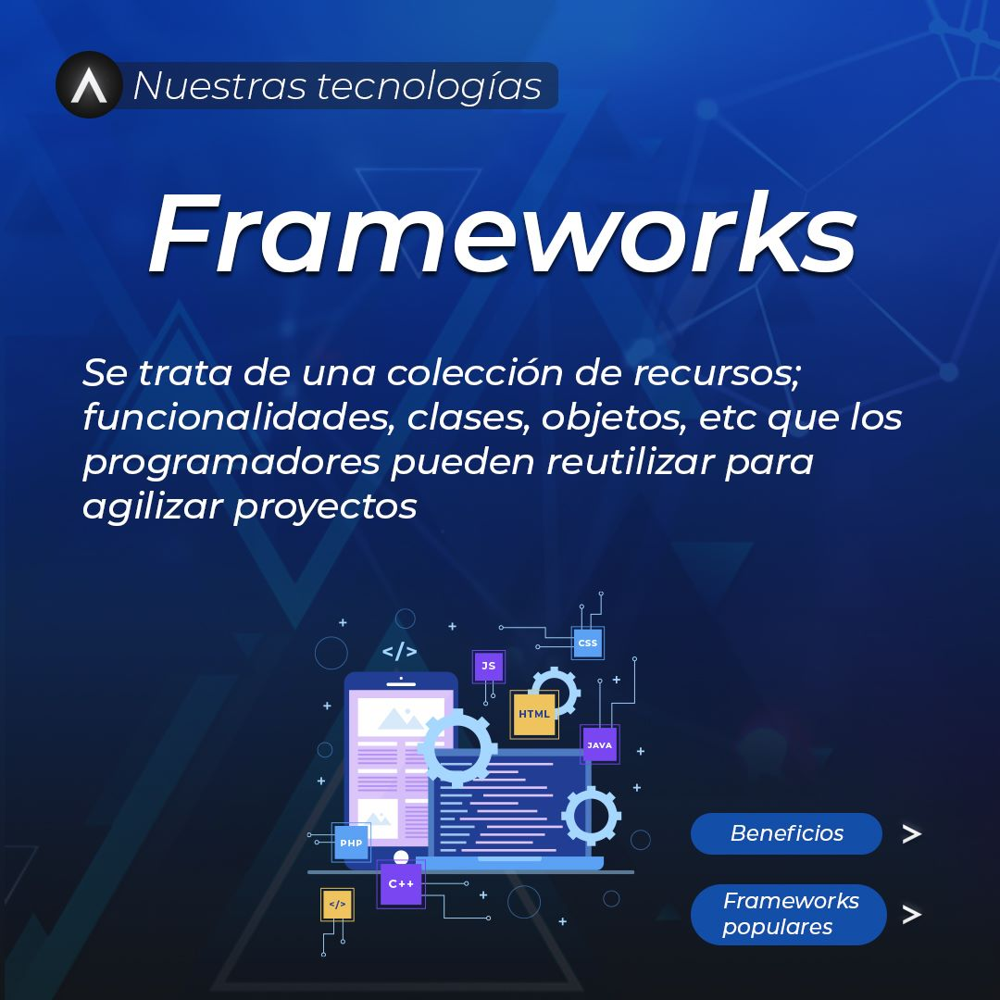 Nuestras tecnologías
Frameworks
Se trata de una colección de recursos;
funcionalidades, clases, objetos, etc que los
programadores pueden reutilizar para
agilizar proyectos
</>
CSS
JS
HTML
JAVA
PHP
C++
</>
Beneficios >
Frameworks
populares >